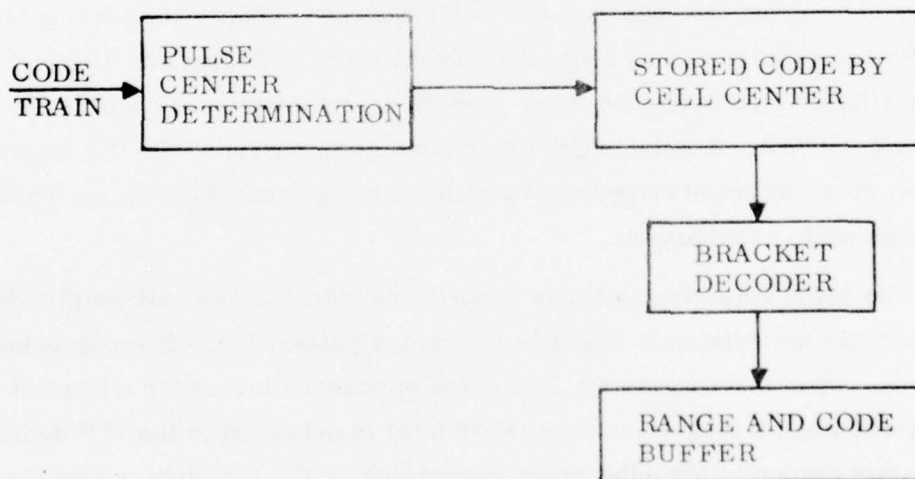 CODE
TRAIN
PULSE
CENTER
DETERMINATION
STORED CODE BY
CELL CENTER
BRACKET
DECODER
RANGE AND CODE
BUFFER